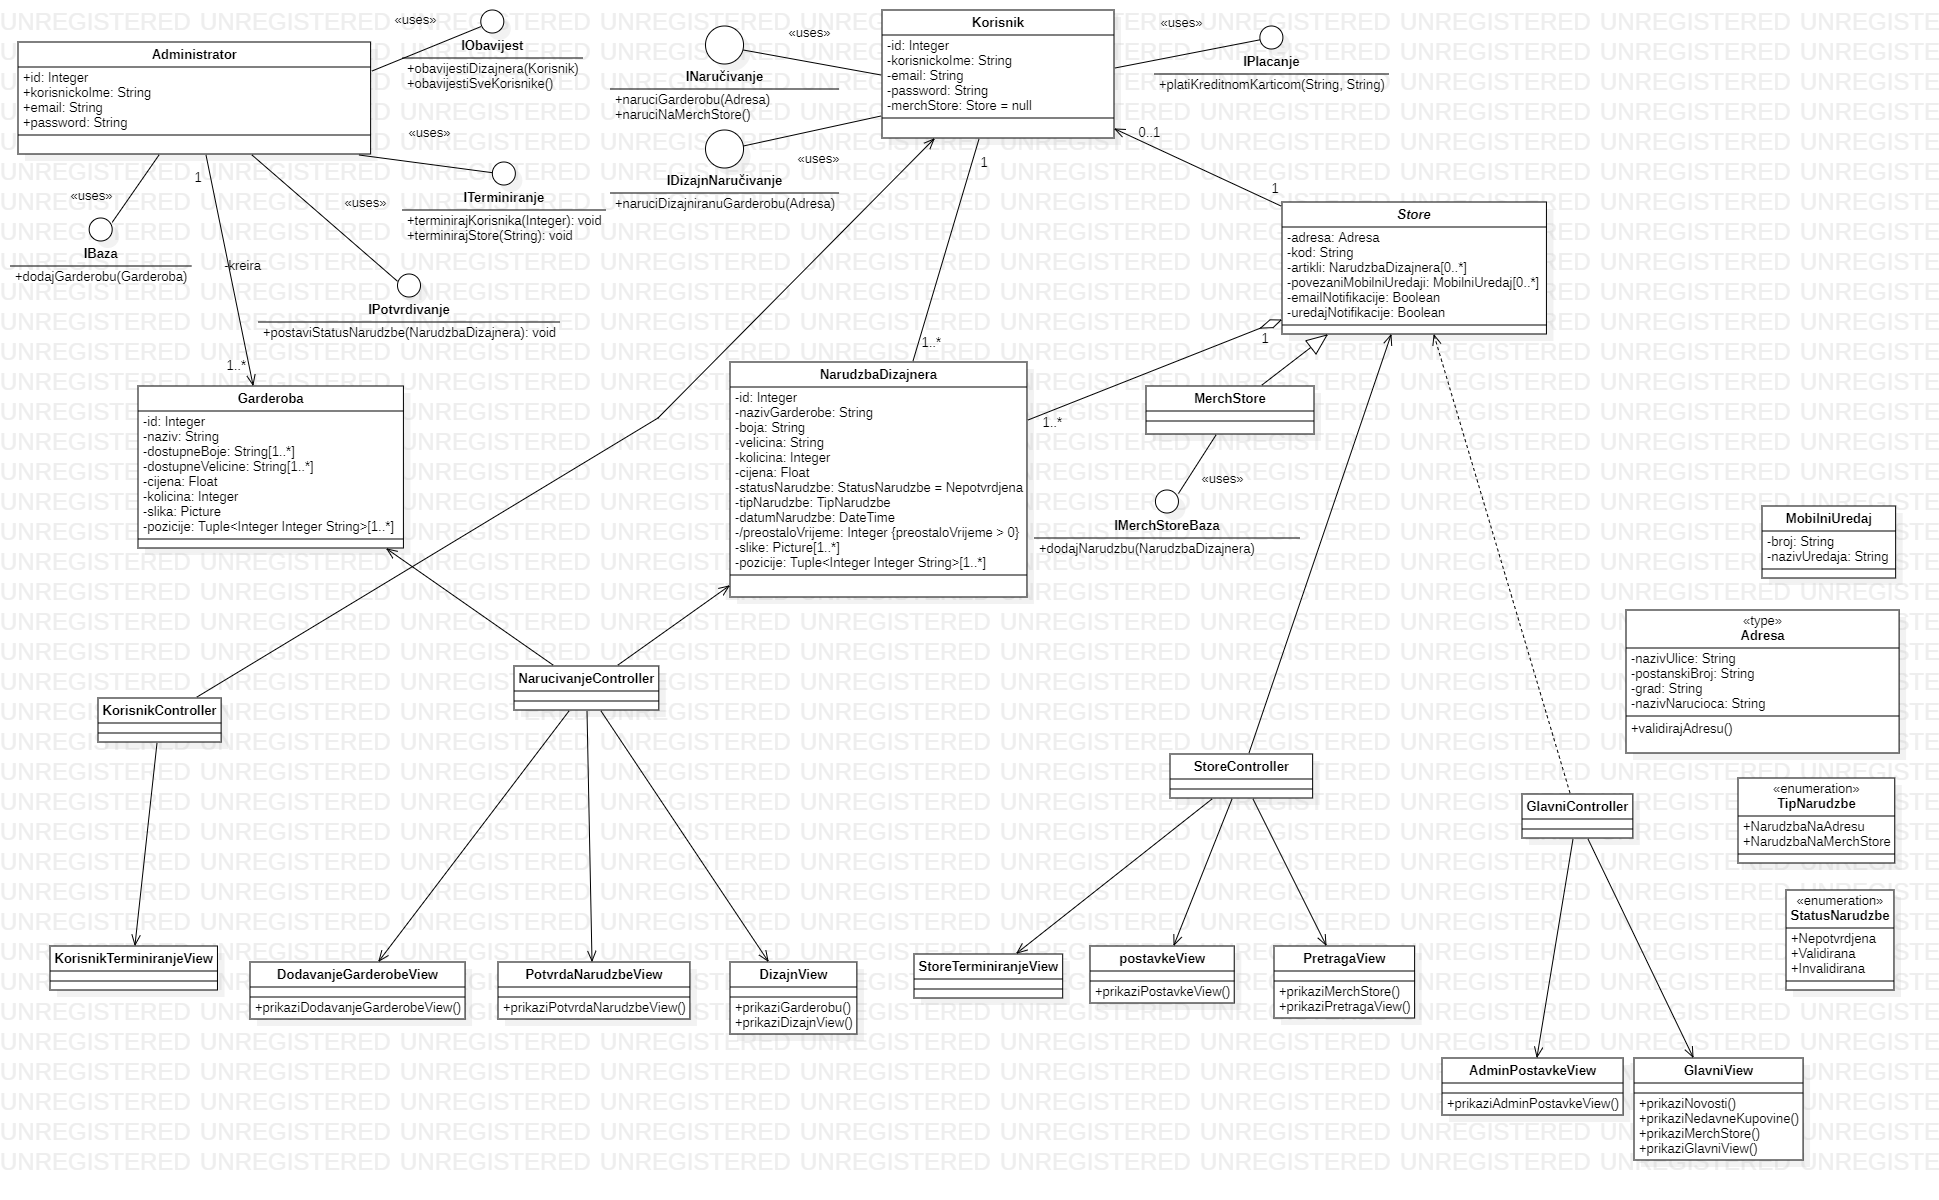 Administrator
+id: Integer
+korisnickoIme: String
+email: String
+password: String
«uses»
IObavijest
+obavijestiDizajnera(Korisnik)
+obavijestiSveKorisnike()
«uses»
INaručivanje
+naruciGarderobu(Adresa)
+naruciNaMerchStore()
Korisnik
-id: Integer
-korisnickoIme: String
-email: String
-password: String
-merchStore: Store = null
«uses»
IPlacanje
+platiKreditnomKarticom(String, String)
«uses»
IDizajnNaručivanje
+naruciDizajniranuGarderobu(Adresa)
«uses»
ITerminiranje
+terminirajKorisnika(Integer): void
+terminirajStore(String): void
«uses»
IBaza
+dodajGarderobu(Garderoba)
1
-kreira
1..*
«uses»
IPotvrdivanje
+postaviStatusNarudzbe(NarudzbaDizajnera): void
1
1..*
0..1
1
Store
-adresa: Adresa
-kod: String
-artikli: NarudzbaDizajnera[0..*]
-povezaniMobilniUredaji: MobilniUredaj[0..*]
-emailNotifikacije: Boolean
-uredajNotifikacije: Boolean
1
1..*
Garderoba
-id: Integer
-naziv: String
-dostupneBoje: String[1..*]
-dostupneVelicine: String[1..*]
-cijena: Float
-kolicina: Integer
-slika: Picture
-pozicije: Tuple<Integer Integer String>[1..*]
NarudzbaDizajnera
-id: Integer
-nazivGarderobe: String
-boja: String
-velicina: String
-kolicina: Integer
-cijena: Float
-statusNarudzbe: StatusNarudzbe = Nepotvrdjena
-tipNarudzbe: TipNarudzbe
-datumNarudzbe: DateTime
-/preostaloVrijeme: Integer {preostaloVrijeme > 0}
-slike: Picture[1..*]
-pozicije: Tuple<Integer Integer String>[1..*]
MerchStore
«uses»
IMerchStoreBaza
+dodajNarudzbu(NarudzbaDizajnera)
MobilniUredaj
-broj: String
-nazivUredaja: String
«type»
Adresa
-nazivUlice: String
-postanskiBroj: String
-grad: String
-nazivNarucioca: String
+validirajAdresu()
«enumeration»
TipNarudzbe
+NarudzbaNaAdresu
+NarudzbaNaMerchStore
«enumeration»
StatusNarudzbe
+Nepotvrdjena
+Validirana
+Invalidirana
KorisnikController
NarucivanjeController
StoreController
GlavniController
KorisnikTerminiranjeView
DodavanjeGarderobeView
+prikaziDodavanjeGarderobeView()
PotvrdaNarudzbeView
+prikaziPotvrdaNarudzbeView()
DizajnView
+prikaziGarderobu()
+prikaziDizajnView()
StoreTerminiranjeView
postavkeView
+prikaziPostavkeView()
PretragaView
+prikaziMerchStore()
+prikaziPretragaView()
AdminPostavkeView
+prikaziAdminPostavkeView()
GlavniView
+prikaziNovosti()
+prikaziNedavneKupovine()
+prikaziMerchStore()
+prikaziGlavniView()